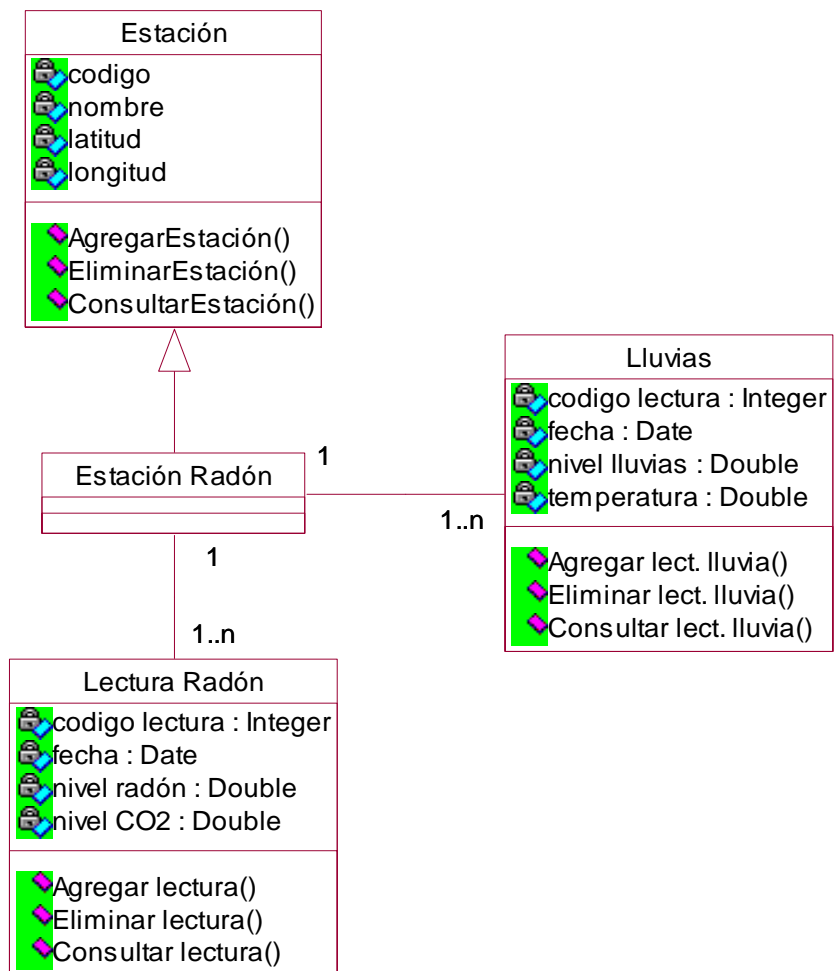 Estación
codigo
nombre
latitud
longitud
AgregarEstación()
EliminarEstación()
ConsultarEstación()
Lluvias
codigo lectura : Integer
fecha : Date
nivel lluvias : Double
temperatura : Double
Agregar lect. lluvia()
Eliminar lect. lluvia()
Consultar lect. lluvia()
Estación Radón
1
1..n
1
1..n
Lectura Radón
codigo lectura : Integer
fecha : Date
nivel radón : Double
nivel CO2 : Double
Agregar lectura()
Eliminar lectura()
Consultar lectura()